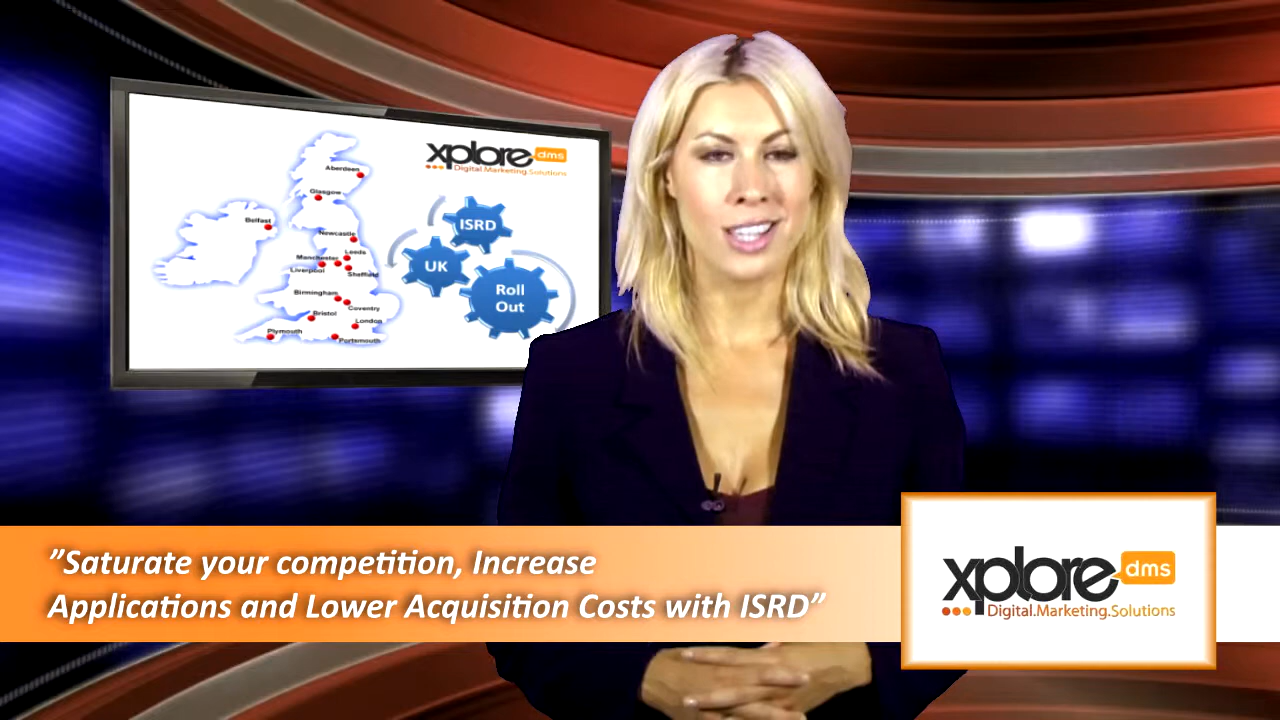 xplore dms
Digital.Marketing.Solutions
Aberdeen
Glasgow
Belfast
Newcastle
Leeds
Manchester
Liverpool
Sheffield
Birmingham
Coventry
Bristol
London
Plymouth
Portsmouth
ISRD
UK
Roll
Out
”Saturate your competition, Increase
Applications and Lower Acquisition Costs with ISRD”
xplore dms
Digital.Marketing.Solutions